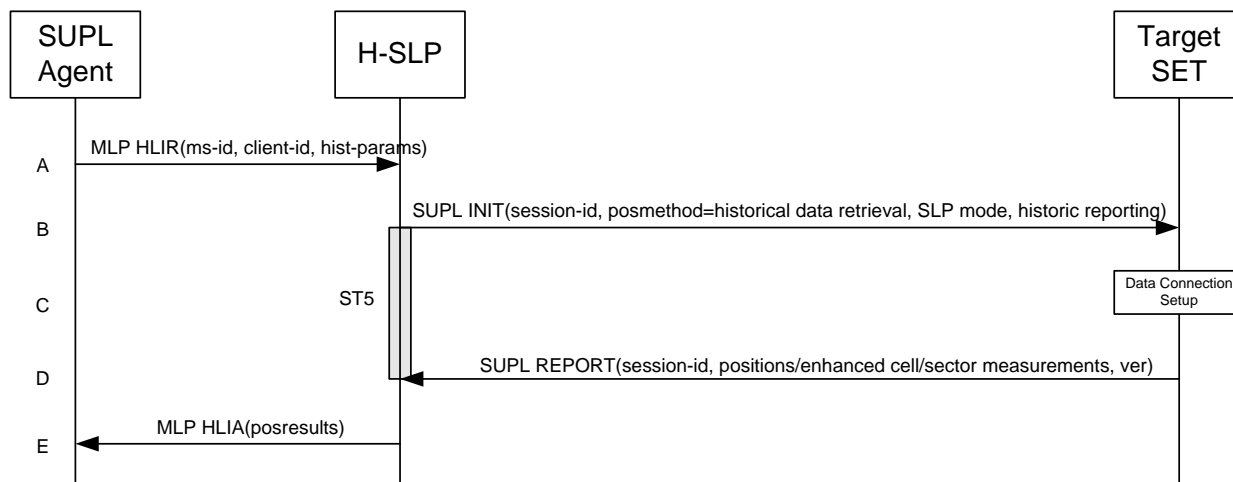 SUPL
Agent
H-SLP
Target
SET
MLP HLIR(ms-id, client-id, hist-params)
A
SUPL INIT(session-id, posmethod=historical data retrieval, SLP mode, historic reporting)
B
Data Connection
Setup
ST5
C
SUPL REPORT(session-id, positions/enhanced cell/sector measurements, ver)
D
MLP HLIA(posresults)
E